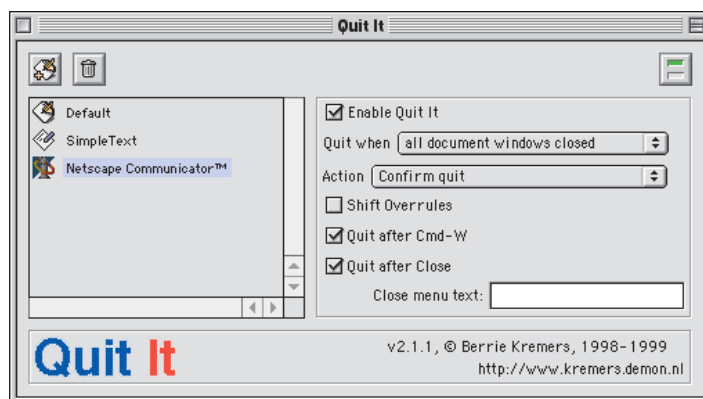 Quit It
Default
SimpleText
Netscape Communicator™
Enable Quit It
Quit when all document windows closed
Action Confirm quit
Shift Overrules
Quit after Cmd-W
Quit after Close
Close menu text:
Quit It
v2.1.1, © Berrie Kremers, 1998-1999
http://www.kremers.demon.nl